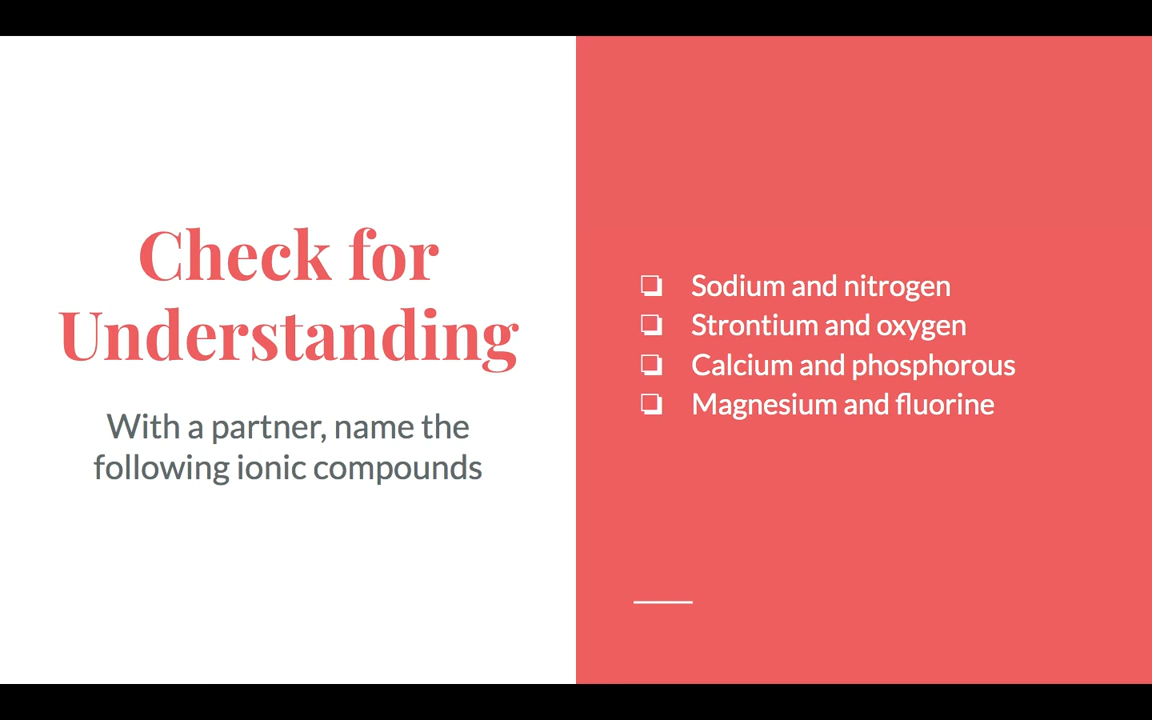 Check for
Understanding
With a partner, name the
following ionic compounds
❏ Sodium and nitrogen
❏ Strontium and oxygen
❏ Calcium and phosphorous
❏ Magnesium and fluorine